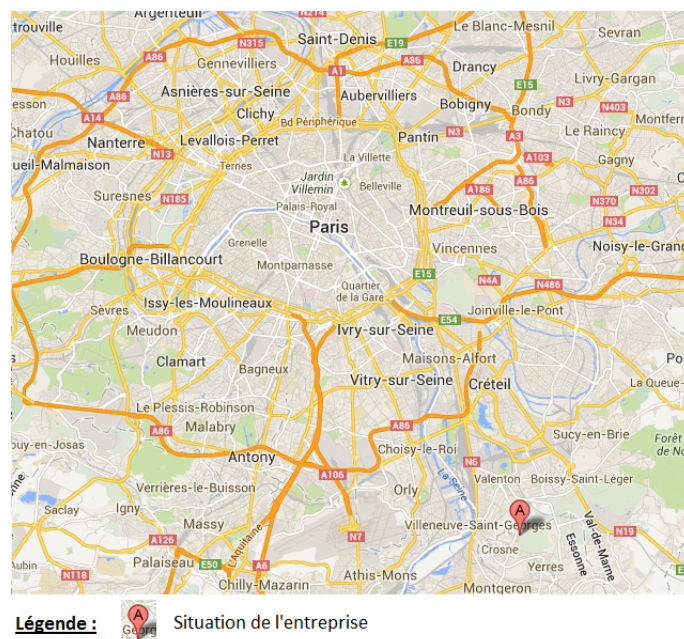 Argenteuil N214 Le Blanc-Mesnil
trouville A86 N315 Saint-Denis E19 Sevran
Houilles Gennevilliers A1 A86 Drancy E15 Livry-Gargan
A86 Asnières-sur-Seine Aubervilliers Bobigny N3 N403
esson A14 Clichy Bd Périphérique Bondy Montferm
Chatou Nanterre Levallois-Perret Pantin N3 A3 Le Raincy
ueil-Malmaison N13 Ternes La Villette A103 Gagny
Jardin Villemin Belleville A186 A86 N302
Suresnes N185 Palais-Royal Montreuil-sous-Bois N370
Paris N34
Grenelle Vincennes Noisy-le-Grand
Boulogne-Billancourt Montparnasse E15 N4A N486
Quartier de la Gare
Issy-les-Moulineaux Joinville-le-Pont
Sèvres E54
Meudon Ivry-sur-Seine
Clamart Bagneux Maisons-Alfort Po
Vitry-sur-Seine Créteil La-Queue-
Le Plessis-Robinson
Malabry A86 Sucy-en-Brie
A86 Choisy-le-Roi Forêt
ouy-en-Josas Antony N6 de No
A106 Valenton Boissy-Saint-Léger
Verrières-le-Buisson Orly La Seine
Saclay Igny Massy A Villeneuve-Saint-Georges Val-de-Marne N19
A126 L'Aquitaine N7 Crosne Essonne
Aubin Palaiseau E50 A6 Yerres
N118 Chilly-Mazarin Athis-Mons Montgeron
Légende : A Georg Situation de l'entreprise